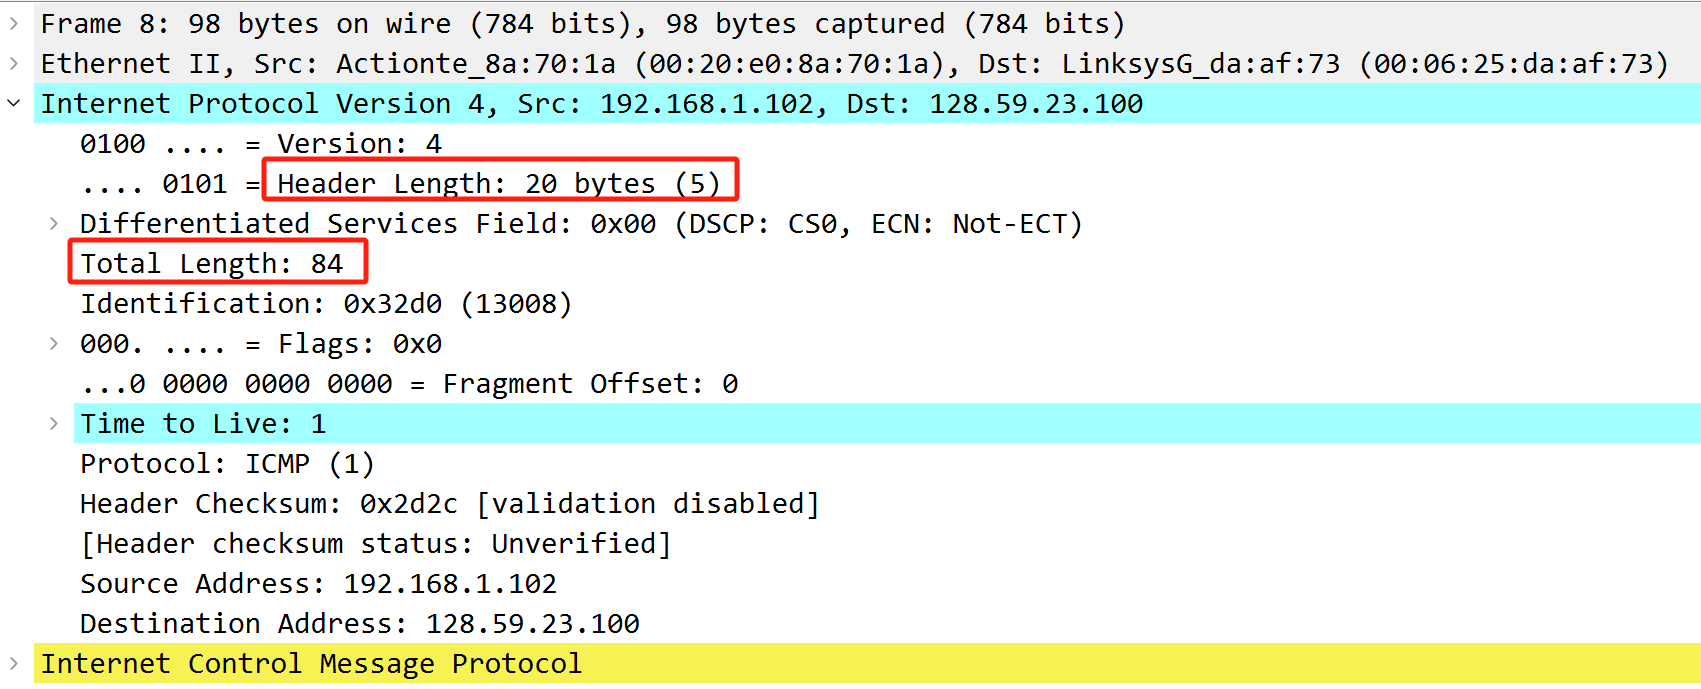 Frame 8: 98 bytes on wire (784 bits), 98 bytes captured (784 bits)
Ethernet II, Src: Actionte_8a:70:1a (00:20:e0:8a:70:1a), Dst: LinksysG_da:af:73 (00:06:25:da:af:73)
Internet Protocol Version 4, Src: 192.168.1.102, Dst: 128.59.23.100
0100 .... = Version: 4
.... 0101 = Header Length: 20 bytes (5)
Differentiated Services Field: 0x00 (DSCP: CS0, ECN: Not-ECT)
Total Length: 84
Identification: 0x32d0 (13008)
000. .... = Flags: 0x0
...0 0000 0000 0000 = Fragment Offset: 0
Time to Live: 1
Protocol: ICMP (1)
Header Checksum: 0x2d2c [validation disabled]
[Header checksum status: Unverified]
Source Address: 192.168.1.102
Destination Address: 128.59.23.100
Internet Control Message Protocol